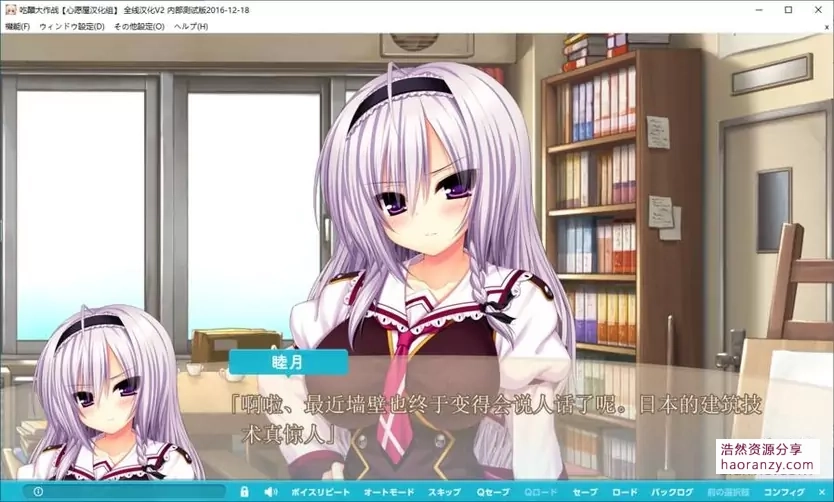 吃醋大作战【心愿屋汉化组】 全线汉化V2 内部测试版2016-12-18
機能(F) ウィンドウ設定(D) その他設定(O) ヘルプ(H)
睦月
「啊啦、最近墙壁也终于变得会说人话了呢。日本的建筑技
术真惊人」
浩然资源分享
haoranzy.com
ボイスリピート オートモード スキップ Qセーブ Qロード セーブ ロード バックログ 前の選択肢 コンフィグ